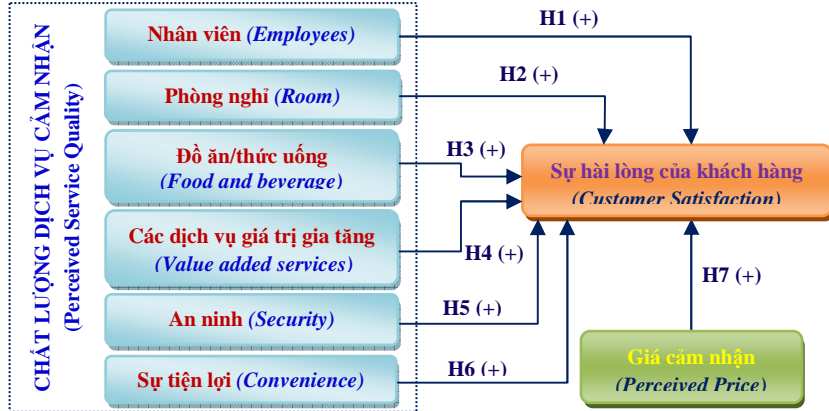 CHẤT LƯỢNG DỊCH VỤ CẢM NHẬN
(Perceived Service Quality)
Nhân viên (Employees)
Phòng nghỉ (Room)
Đồ ăn/thức uống
(Food and beverage)
Các dịch vụ giá trị gia tăng
(Value added services)
An ninh (Security)
Sự tiện lợi (Convenience)
H1 (+)
H2 (+)
H3 (+)
H4 (+)
H5 (+)
H6 (+)
Sự hài lòng của khách hàng
(Customer Satisfaction)
H7 (+)
Giá cảm nhận
(Perceived Price)